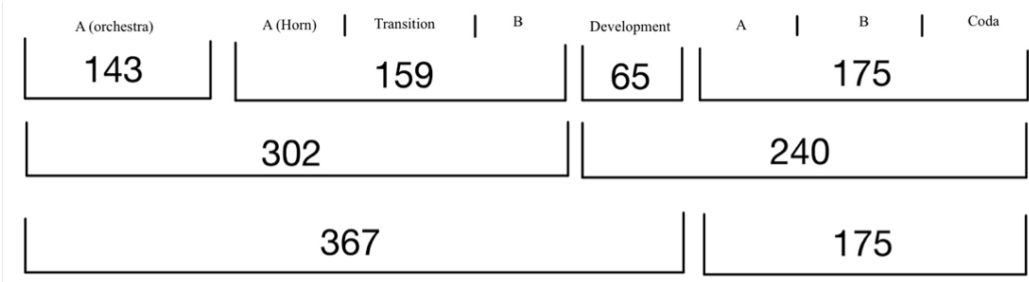 A (orchestra) A (Horn) | Transition | B Development A | B | Coda
143 159 65 175
302 240
367 175